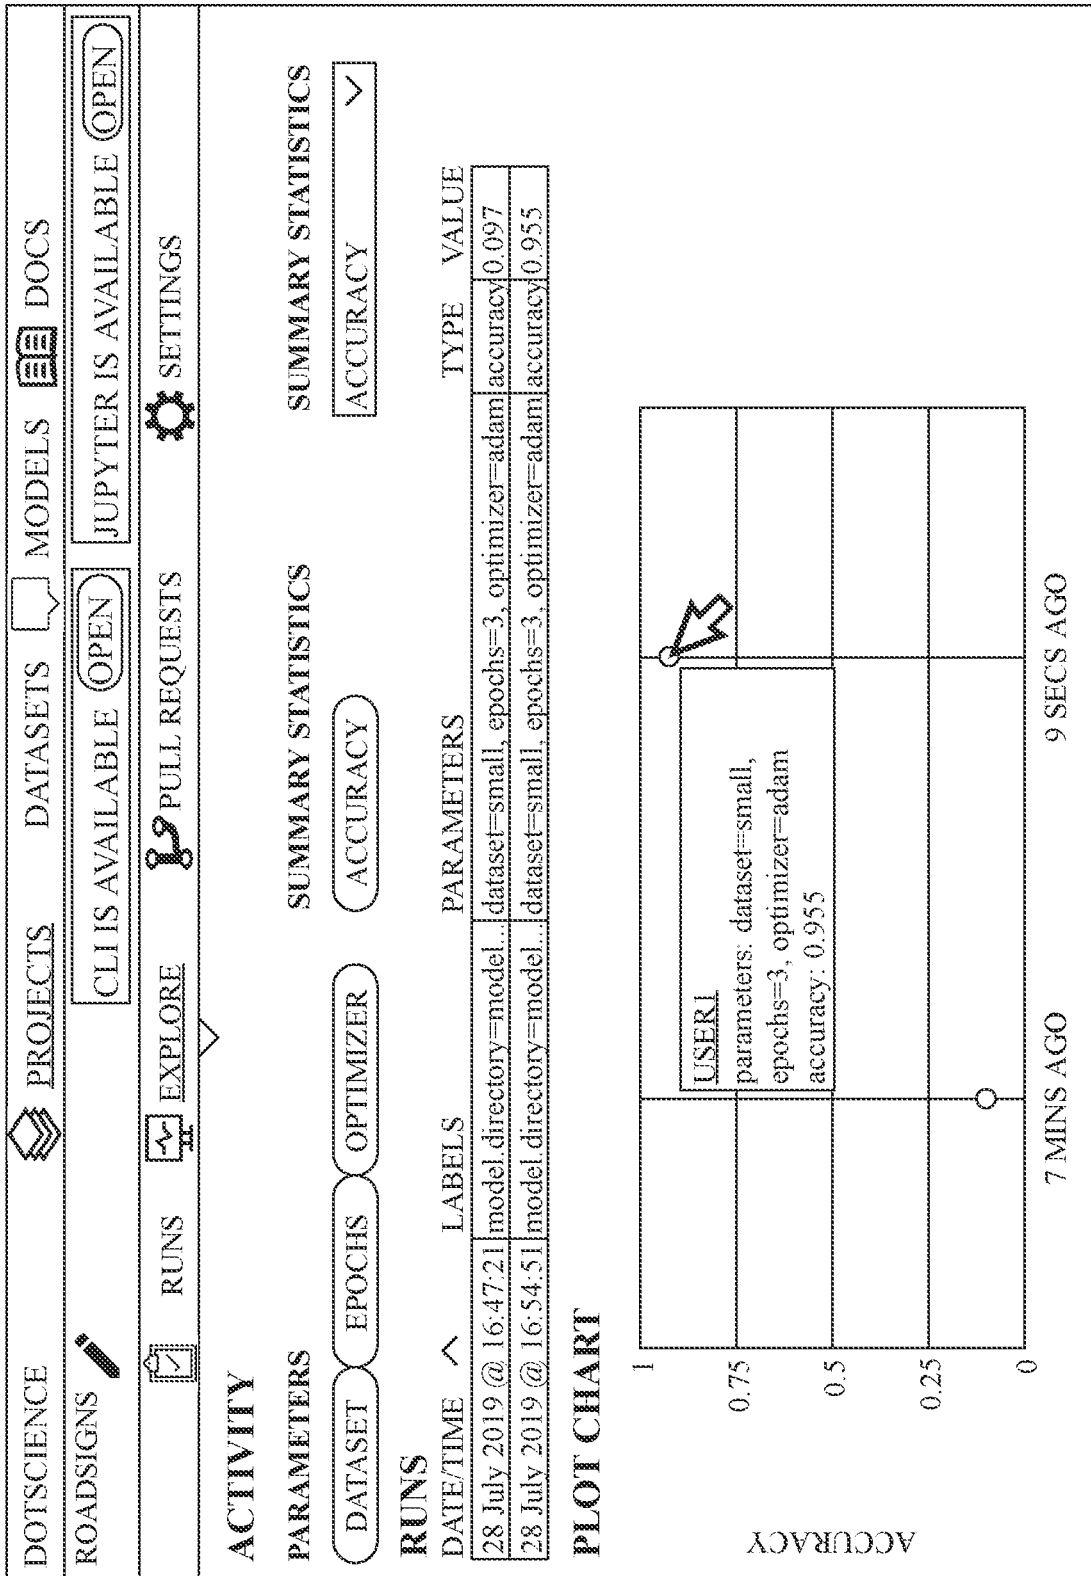 DOTSCIENCE PROJECTS DATASETS MODELS DOCS
ROADSIGNS CLI IS AVAILABLE OPEN JUPYTER IS AVAILABLE OPEN
RUNS EXPLORE PULL REQUESTS SETTINGS
ACTIVITY
PARAMETERS SUMMARY STATISTICS SUMMARY STATISTICS
DATASET EPOCHS OPTIMIZER ACCURACY ACCURACY
RUNS
DATE/TIME LABELS PARAMETERS TYPE VALUE
28 July 2019 @ 16:47:21 model.directory=model... dataset=small, epochs=3, optimizer=adam accuracy 0.097
28 July 2019 @ 16:54:51 model.directory=model... dataset=small, epochs=3, optimizer=adam accuracy 0.955
PLOT CHART
ACCURACY
1
0.75
0.5
0.25
0
USER1
parameters: dataset=small,
epochs=3, optimizer=adam
accuracy: 0.955
7 MINS AGO 9 SECS AGO